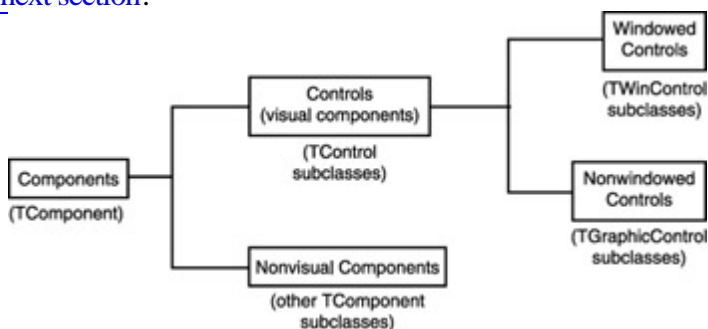 next section.
Windowed
Controls
(TWinControl
subclasses)
Controls
(visual components)
(TControl
subclasses)
Components
(TComponent)
Nonwindowed
Controls
(TGraphicControl
subclasses)
Nonvisual Components
(other TComponent
subclasses)